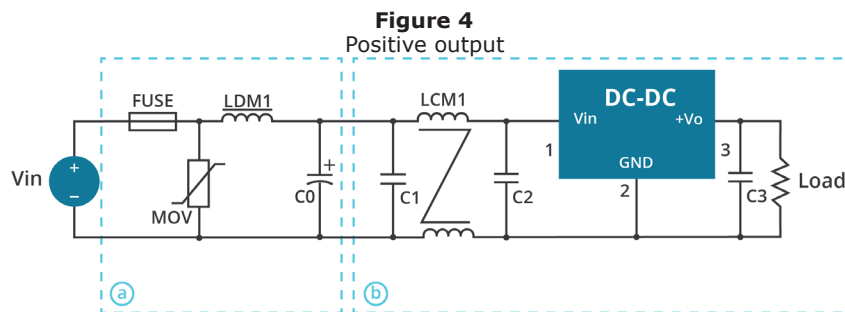 Figure 4
Positive output
FUSE
LDM1
LCM1
DC-DC
Vin
+Vo
1
3
GND
2
Vin
+
−
MOV
+
C0
C1
C2
C3
Load
a
b